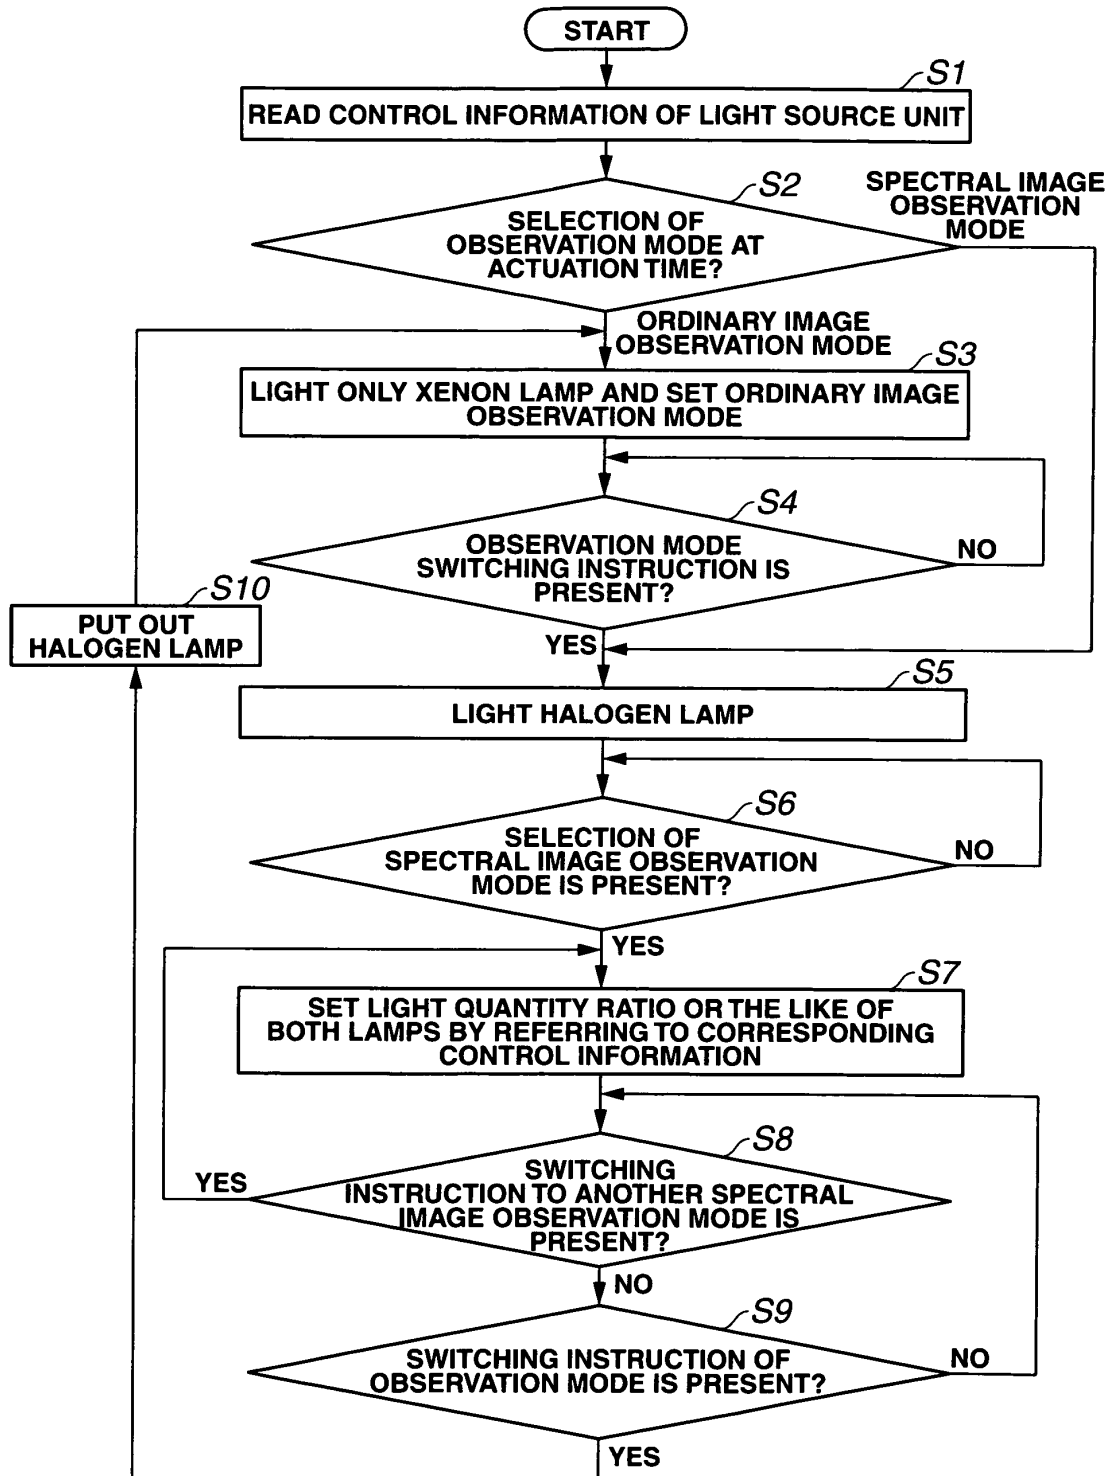 START
S1
READ CONTROL INFORMATION OF LIGHT SOURCE UNIT
S2
SPECTRAL IMAGE
OBSERVATION
MODE
SELECTION OF
OBSERVATION MODE AT
ACTUATION TIME?
ORDINARY IMAGE
OBSERVATION MODE
S3
LIGHT ONLY XENON LAMP AND SET ORDINARY IMAGE
OBSERVATION MODE
S4
OBSERVATION MODE
SWITCHING INSTRUCTION IS
PRESENT?
NO
YES
S10
PUT OUT
HALOGEN LAMP
S5
LIGHT HALOGEN LAMP
S6
SELECTION OF
SPECTRAL IMAGE OBSERVATION
MODE IS PRESENT?
NO
YES
S7
SET LIGHT QUANTITY RATIO OR THE LIKE OF
BOTH LAMPS BY REFERRING TO CORRESPONDING
CONTROL INFORMATION
S8
SWITCHING
INSTRUCTION TO ANOTHER SPECTRAL
IMAGE OBSERVATION MODE IS
PRESENT?
YES
NO
S9
SWITCHING INSTRUCTION OF
OBSERVATION MODE IS PRESENT?
NO
YES